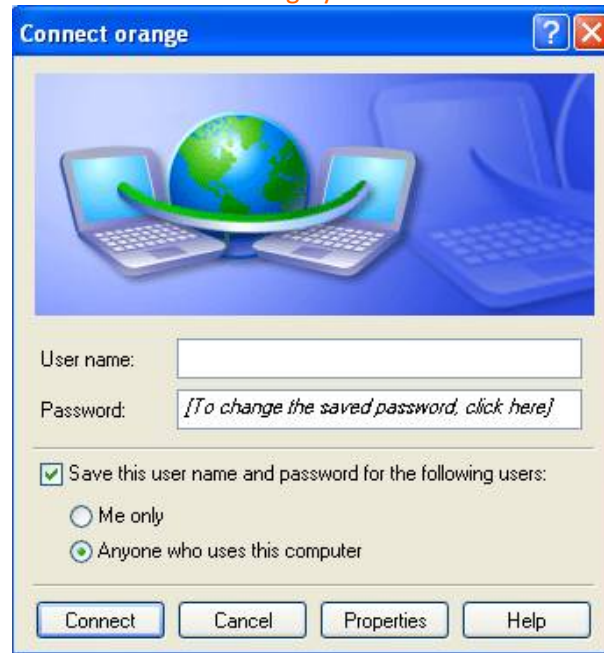 Connect orange
User name:
Password: [To change the saved password, click here]
Save this user name and password for the following users:
Me only
Anyone who uses this computer
Connect Cancel Properties Help